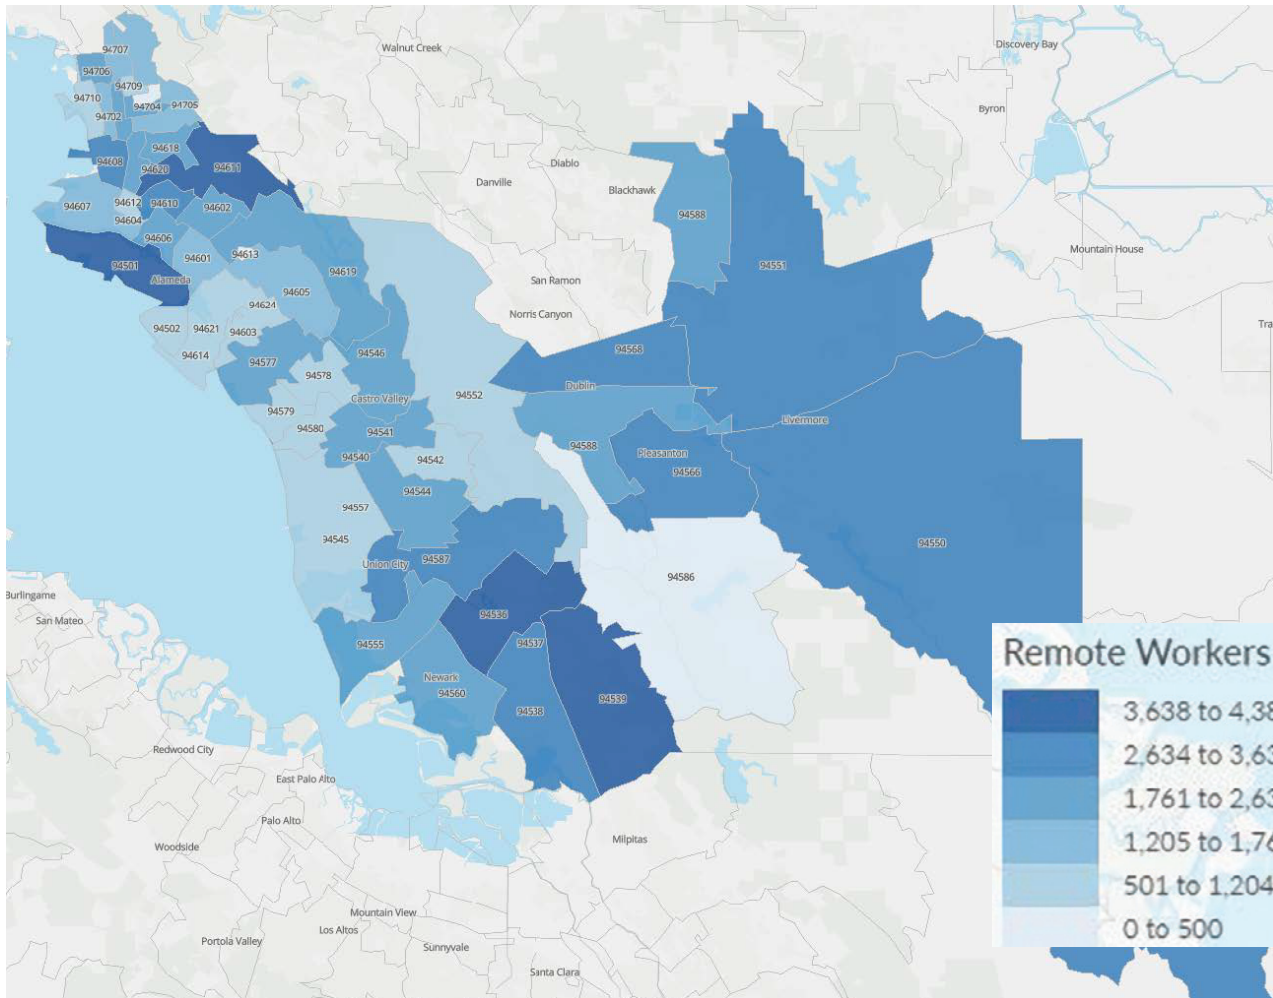 94707
Walnut Creek
Discovery Bay
94706
94709
94710
94704
94705
Byron
94702
94618
94608
94620
94611
Diablo
Danville
Blackhawk
94607
94612
94610
94602
94588
94604
94606
94613
Mountain House
94601
94501
94619
94551
Alameda
San Ramon
94605
94624
Norris Canyon
94502
94621
94603
Tra
94614
94577
94546
94568
94578
Dublin
Castro Valley
94552
94579
94580
94541
Livermore
94588
Pleasanton
94540
94542
94566
94544
94557
94545
94550
94587
Union City
94586
Burlingame
San Mateo
94536
94555
94537
Newark
94560
94539
94538
Remote Workers
3,638 to 4,38
2,634 to 3,63
1,761 to 2,63
1,205 to 1,76
501 to 1,204
0 to 500
Redwood City
East Palo Alto
Palo Alto
Woodside
Milpitas
Mountain View
Los Altos
Portola Valley
Sunnyvale
Santa Clara